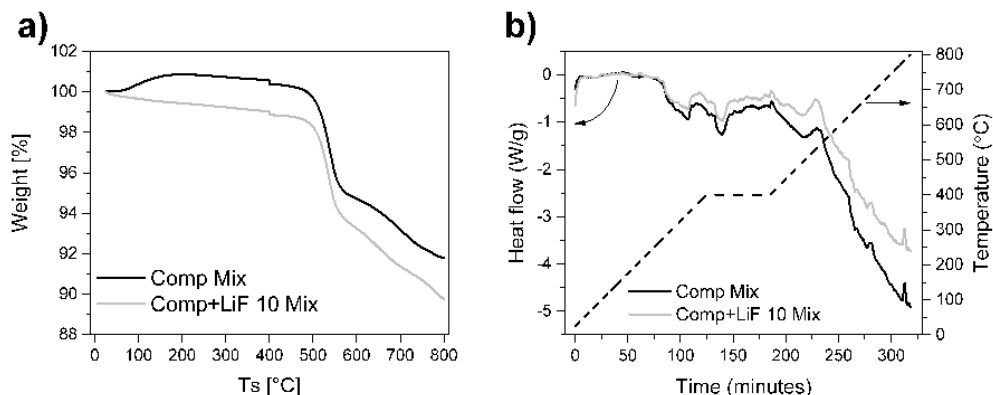 a)
102
100
98
96
94
92
90
88
Weight [%]
Comp Mix
Comp+LiF 10 Mix
0 100 200 300 400 500 600 700 800
Ts [°C]
b)
0
-1
-2
-3
-4
-5
Heat flow (W/g)
Comp Mix
Comp+LiF 10 Mix
0 50 100 150 200 250 300
Time (minutes)
800
700
600
500
400
300
200
100
0
Temperature (°C)